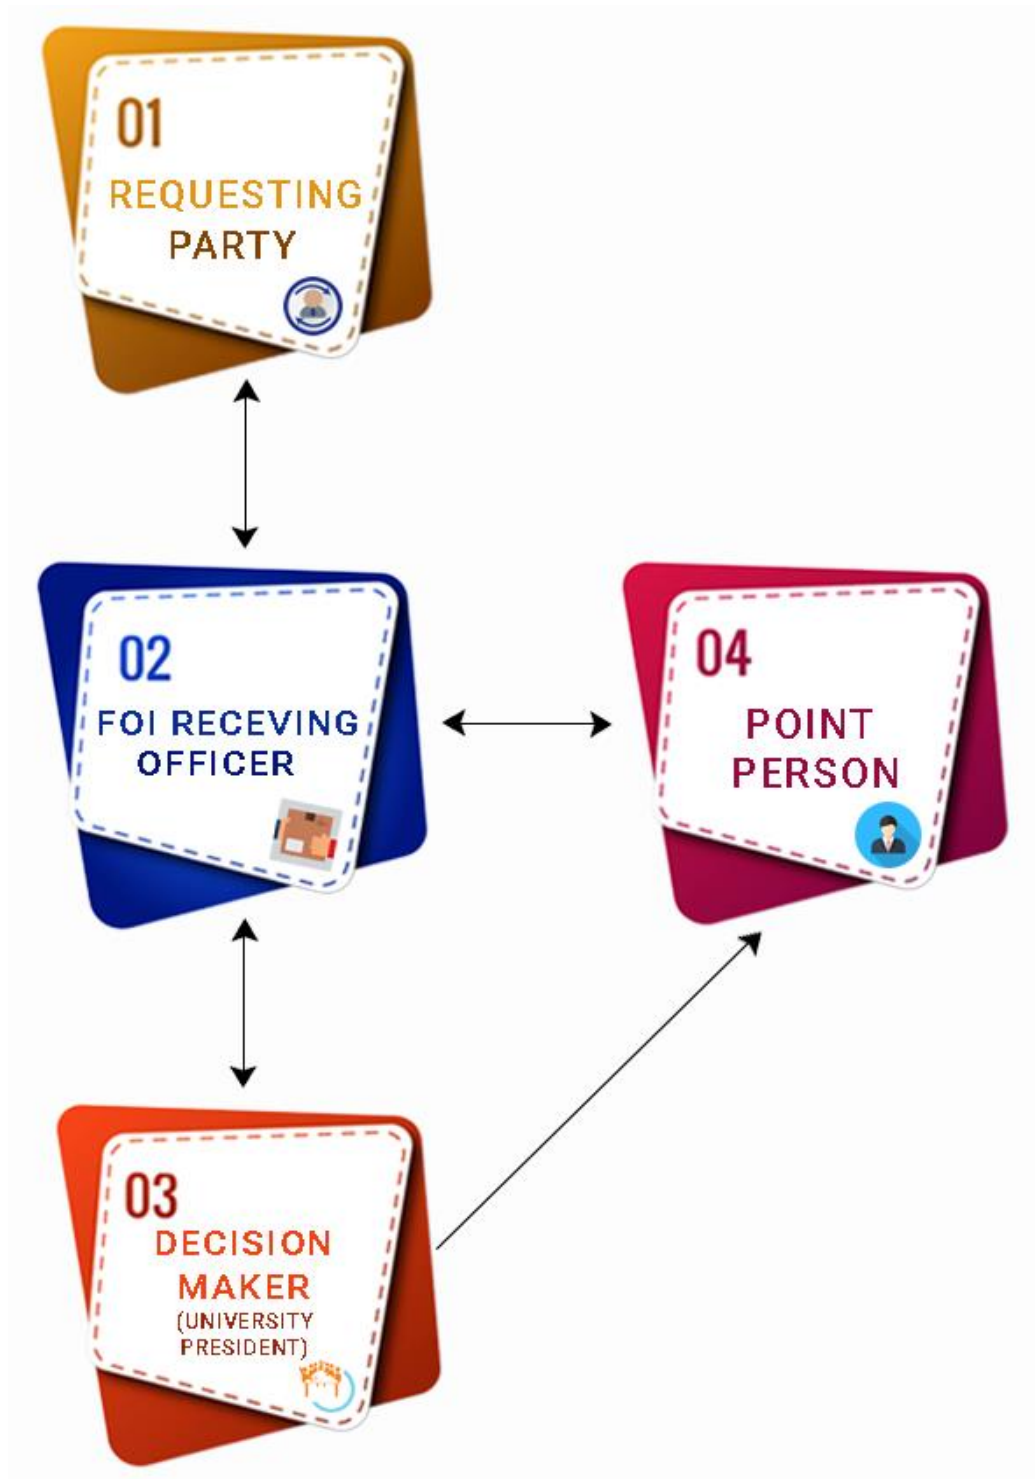 01
REQUESTING
PARTY
02
FOI RECEVING
OFFICER
04
POINT
PERSON
03
DECISION
MAKER
(UNIVERSITY
PRESIDENT)